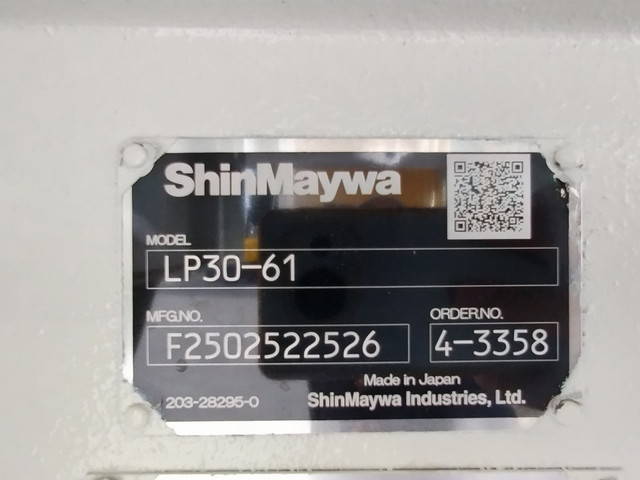 ShinMaywa
MODEL
LP30-61
MFG.NO. ORDER.NO.
F2502522526 4-3358
Made in Japan
203-28295-0 ShinMaywa Industries, Ltd.